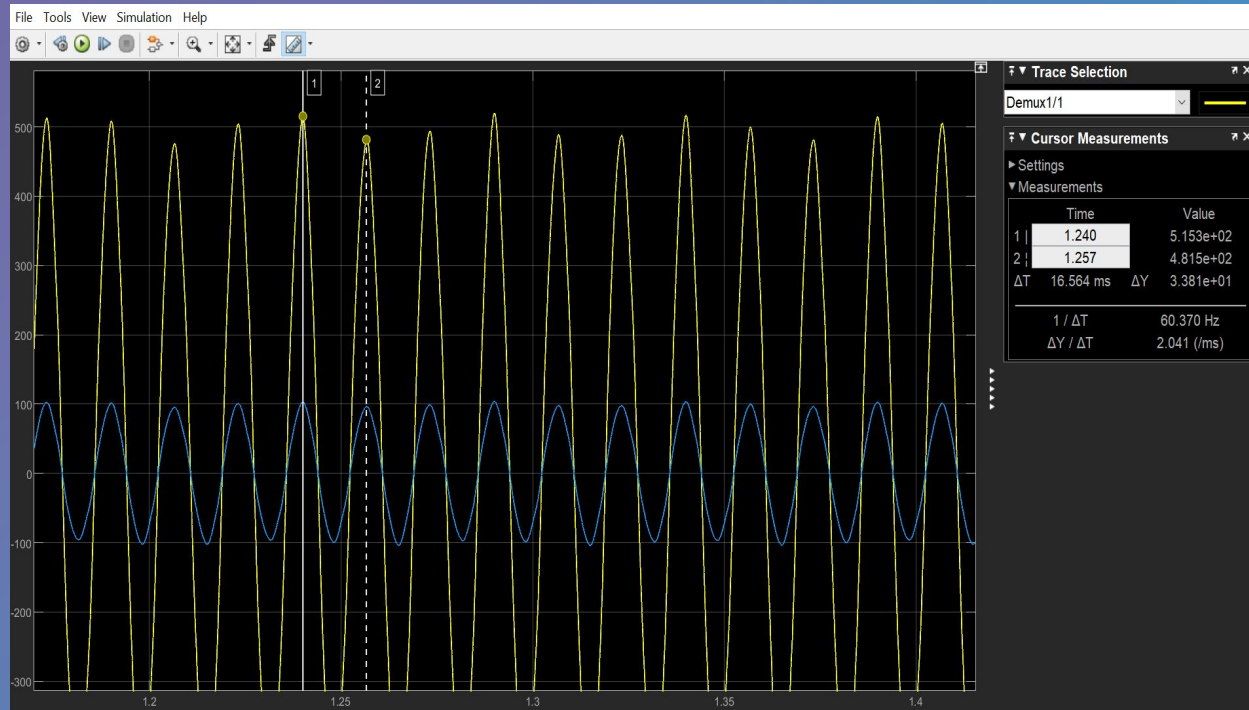 File Tools View Simulation Help
1
2
500
400
300
200
100
0
-100
-200
-300
1.2 1.25 1.3 1.35 1.4
Trace Selection
Demux1/1
Cursor Measurements
Settings
Measurements
Time Value
1 | 1.240 5.153e+02
2 ¦ 1.257 4.815e+02
ΔT 16.564 ms ΔY 3.381e+01
1 / ΔT 60.370 Hz
ΔY / ΔT 2.041 (/ms)